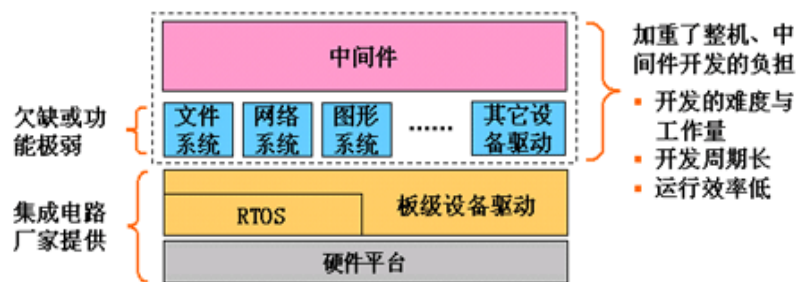 中间件
文件
系统
网络
系统
图形
系统
……
其它设
备驱动
欠缺或功
能极弱
加重了整机、中
间件开发的负担
▪ 开发的难度与
工作量
▪ 开发周期长
▪ 运行效率低
集成电路
厂家提供
RTOS
板级设备驱动
硬件平台